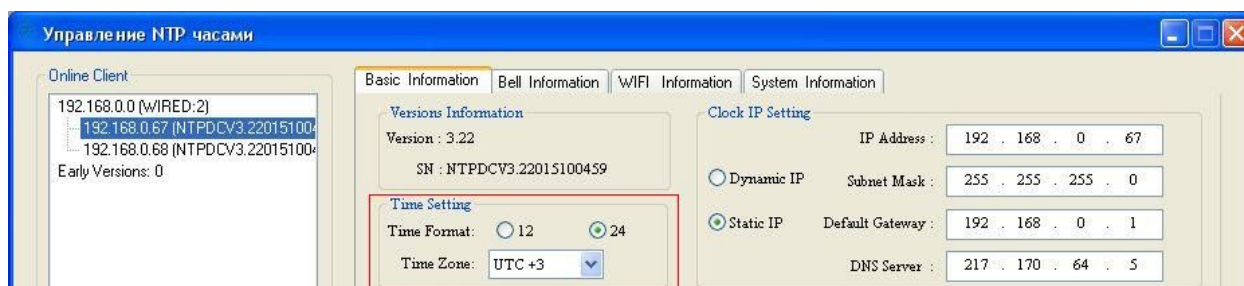 Управление NTP часами
Online Client
192.168.0.0 (WIRED:2)
192.168.0.67 (NTPDCV3.22015100
192.168.0.68 (NTPDCV3.22015100
Early Versions: 0
Basic Information
Bell Information
WIFI Information
System Information
Versions Information
Version : 3.22
SN : NTPDCV3.22015100459
Time Setting
Time Format: 12 24
Time Zone: UTC +3
Clock IP Setting
Dynamic IP
Static IP
IP Address : 192 . 168 . 0 . 67
Subnet Mask : 255 . 255 . 255 . 0
Default Gateway : 192 . 168 . 0 . 1
DNS Server : 217 . 170 . 64 . 5